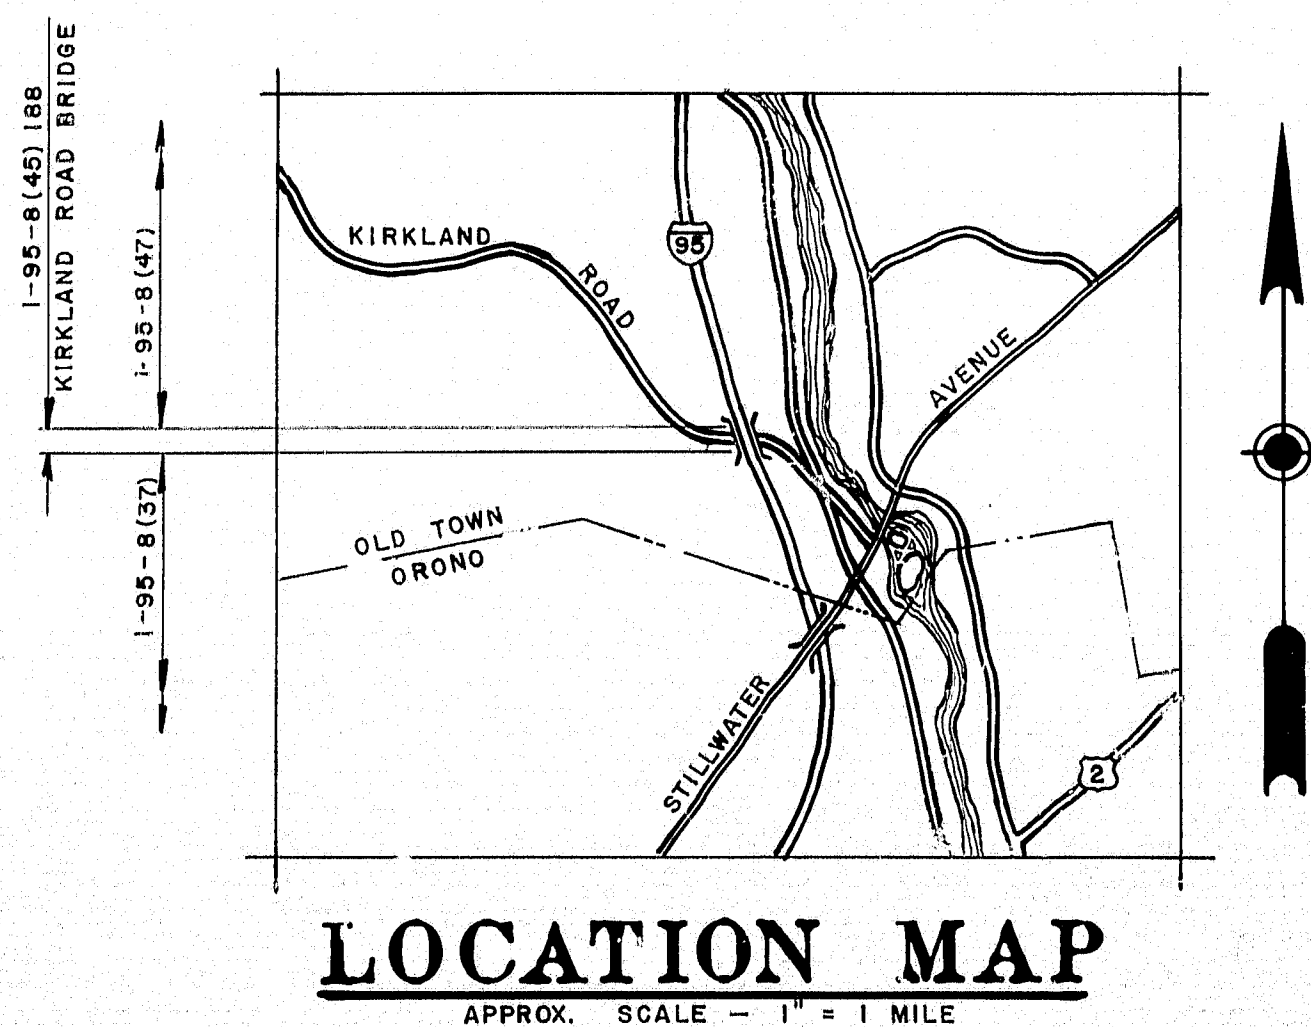 I-95-8(45) 188
KIRKLAND ROAD BRIDGE
I-95-8(47)
I-95-8(37)
KIRKLAND
ROAD
95
AVENUE
OLD TOWN
ORONO
STILLWATER
2
LOCATION MAP
APPROX. SCALE — 1" = 1 MILE